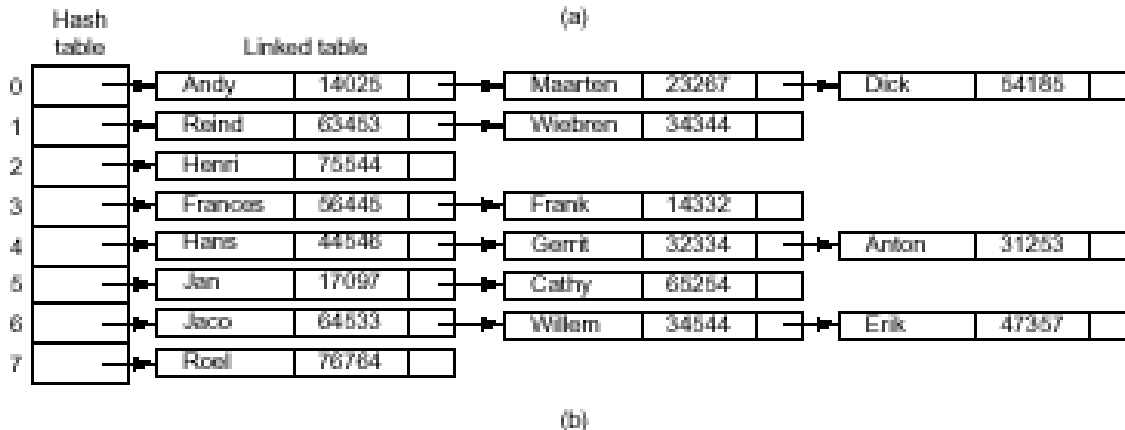 (a)
Hash
table
Linked table
0 Andy 14025 Maarten 23267 Dick 54185
1 Reind 63453 Wiebren 34344
2 Henri 75544
3 Frances 56445 Frank 14332
4 Hans 44546 Gerrit 32334 Anton 31253
5 Jan 17097 Cathy 65254
6 Jaco 64533 Willem 34544 Erik 47357
7 Roel 76764
(b)